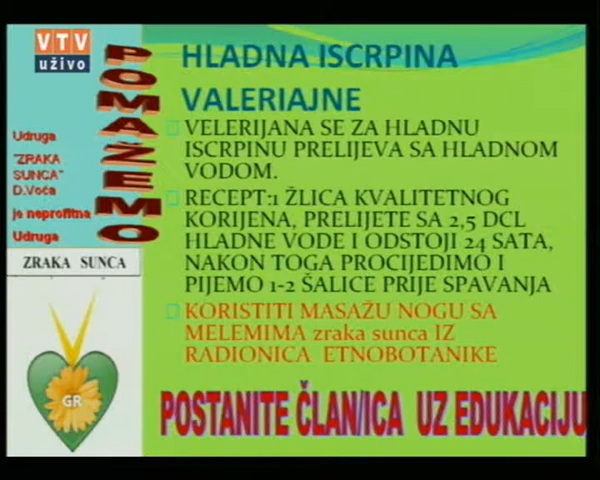 VTV
uživo
POMAŽEMO
Udruga
"ZRAKA
SUNCA"
D.Voća
je neprofitna
Udruga
ZRAKA SUNCA
GR
HLADNA ISCRPINA
VALERIAJNE
VELERIJANA SE ZA HLADNU
ISCRPINU PRELIJEVA SA HLADNOM
VODOM.
RECEPT:1 ŽLICA KVALITETNOG
KORIJENA, PRELIJETE SA 2,5 DCL
HLADNE VODE I ODSTOJI 24 SATA,
NAKON TOGA PROCIJEDIMO I
PIJEMO 1-2 ŠALICE PRIJE SPAVANJA
KORISTITI MASAŽU NOGU SA
MELEMIMA zraka sunca IZ
RADIONICA ETNOBOTANIKE
POSTANITE ČLAN/ICA UZ EDUKACIJU